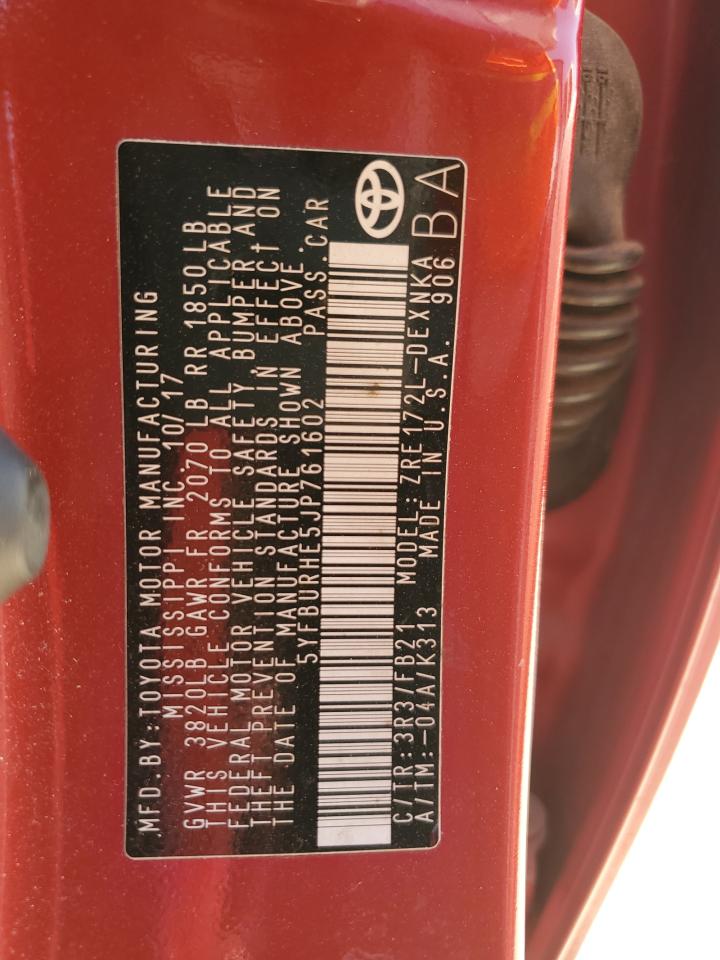 MFD.BY:TOYOTA MOTOR MANUFACTURING
MISSISSIPPI INC. 10/17
GVWR 3820LB GAWR FR 2070 LB RR 1850LB
THIS VEHICLE CONFORMS TO ALL APPLICABLE
FEDERAL MOTOR VEHICLE SAFETY, BUMPER AND
THEFT PREVENTION STANDARDS IN EFFECT ON
THE DATE OF MANUFACTURE SHOWN ABOVE.
5YFBURHE5JP761602 PASS.CAR
C/TR:3R3/FB21 MODEL:ZRE172L-DEXNKA
A/TM:-04A/K313 MADE IN U.S.A. 906 BA